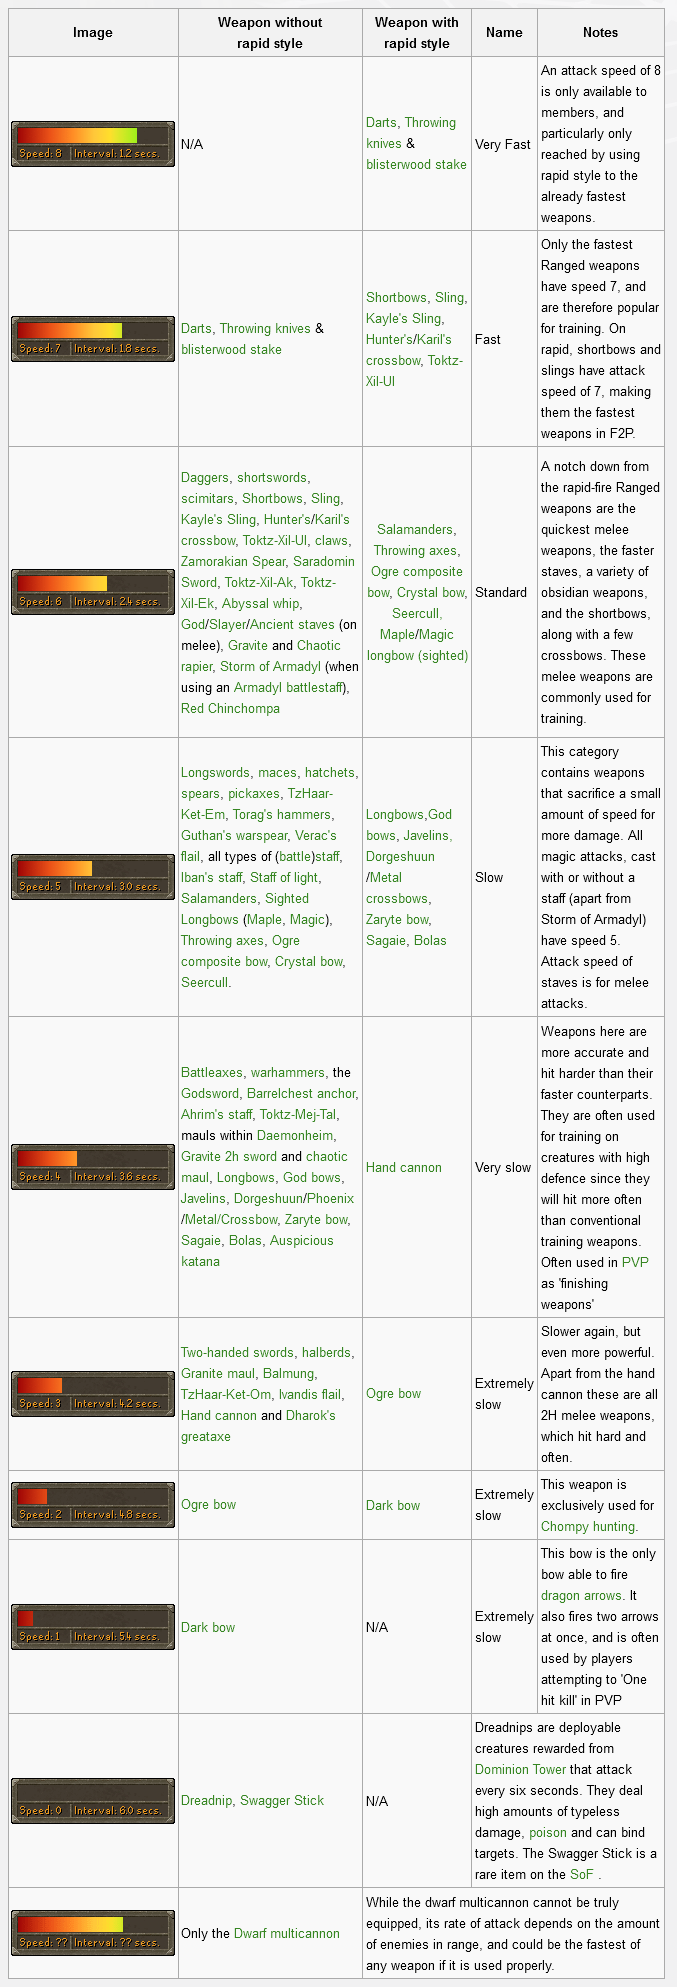 Image
Weapon without
rapid style
Weapon with
rapid style
Name
Notes
Speed: 8 Interval: 1.2 secs.
N/A
Darts, Throwing
knives &
blisterwood stake
Very Fast
An attack speed of 8
is only available to
members, and
particularly only
reached by using
rapid style to the
already fastest
weapons.
Speed: 7 Interval: 1.8 secs.
Darts, Throwing knives &
blisterwood stake
Shortbows, Sling,
Kayle's Sling,
Hunter's/Karil's
crossbow, Toktz-
Xil-Ul
Fast
Only the fastest
Ranged weapons
have speed 7, and
are therefore popular
for training. On
rapid, shortbows and
slings have attack
speed of 7, making
them the fastest
weapons in F2P.
Speed: 6 Interval: 2.4 secs.
Daggers, shortswords,
scimitars, Shortbows, Sling,
Kayle's Sling, Hunter's/Karil's
crossbow, Toktz-Xil-Ul, claws,
Zamorakian Spear, Saradomin
Sword, Toktz-Xil-Ak, Toktz-
Xil-Ek, Abyssal whip,
God/Slayer/Ancient staves (on
melee), Gravite and Chaotic
rapier, Storm of Armadyl (when
using an Armadyl battlestaff),
Red Chinchompa
Salamanders,
Throwing axes,
Ogre composite
bow, Crystal bow,
Seercull,
Maple/Magic
longbow (sighted)
Standard
A notch down from
the rapid-fire Ranged
weapons are the
quickest melee
weapons, the faster
staves, a variety of
obsidian weapons,
and the shortbows,
along with a few
crossbows. These
melee weapons are
commonly used for
training.
Speed: 5 Interval: 3.0 secs.
Longswords, maces, hatchets,
spears, pickaxes, TzHaar-
Ket-Em, Torag's hammers,
Guthan's warspear, Verac's
flail, all types of (battle)staff,
Iban's staff, Staff of light,
Salamanders, Sighted
Longbows (Maple, Magic),
Throwing axes, Ogre
composite bow, Crystal bow,
Seercull.
Longbows,God
bows, Javelins,
Dorgeshuun
/Metal
crossbows,
Zaryte bow,
Sagaie, Bolas
Slow
This category
contains weapons
that sacrifice a small
amount of speed for
more damage. All
magic attacks, cast
with or without a
staff (apart from
Storm of Armadyl)
have speed 5.
Attack speed of
staves is for melee
attacks.
Speed: 4 Interval: 3.6 secs.
Battleaxes, warhammers, the
Godsword, Barrelchest anchor,
Ahrim's staff, Toktz-Mej-Tal,
mauls within Daemonheim,
Gravite 2h sword and chaotic
maul, Longbows, God bows,
Javelins, Dorgeshuun/Phoenix
/Metal/Crossbow, Zaryte bow,
Sagaie, Bolas, Auspicious
katana
Hand cannon
Very slow
Weapons here are
more accurate and
hit harder than their
faster counterparts.
They are often used
for training on
creatures with high
defence since they
will hit more often
than conventional
training weapons.
Often used in PVP
as 'finishing
weapons'
Speed: 3 Interval: 4.2 secs.
Two-handed swords, halberds,
Granite maul, Balmung,
TzHaar-Ket-Om, Ivandis flail,
Hand cannon and Dharok's
greataxe
Ogre bow
Extremely
slow
Slower again, but
even more powerful.
Apart from the hand
cannon these are all
2H melee weapons,
which hit hard and
often.
Speed: 2 Interval: 4.8 secs.
Ogre bow
Dark bow
Extremely
slow
This weapon is
exclusively used for
Chompy hunting.
Speed: 1 Interval: 5.4 secs.
Dark bow
N/A
Extremely
slow
This bow is the only
bow able to fire
dragon arrows. It
also fires two arrows
at once, and is often
used by players
attempting to 'One
hit kill' in PVP
Speed: 0 Interval: 6.0 secs.
Dreadnip, Swagger Stick
N/A
Dreadnips are deployable
creatures rewarded from
Dominion Tower that attack
every six seconds. They deal
high amounts of typeless
damage, poison and can bind
targets. The Swagger Stick is a
rare item on the SoF .
Speed: ?? Interval: ?? secs.
Only the Dwarf multicannon
While the dwarf multicannon cannot be truly
equipped, its rate of attack depends on the amount
of enemies in range, and could be the fastest of
any weapon if it is used properly.